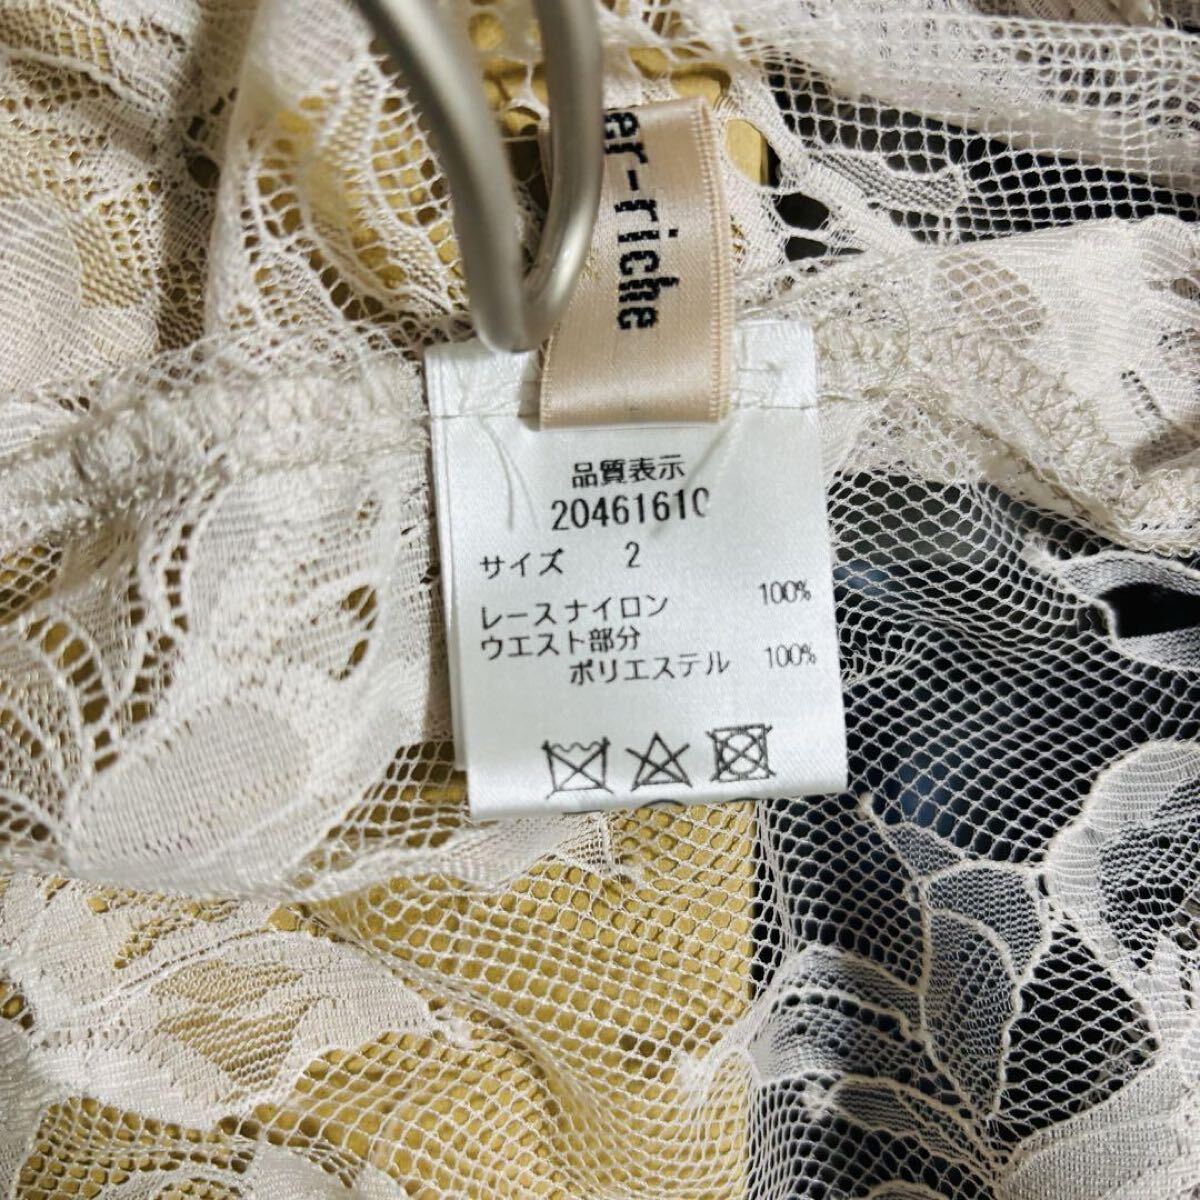 er-riche
品質表示
20461610
サイズ 2
レースナイロン 100%
ウエスト部分
ポリエステル 100%